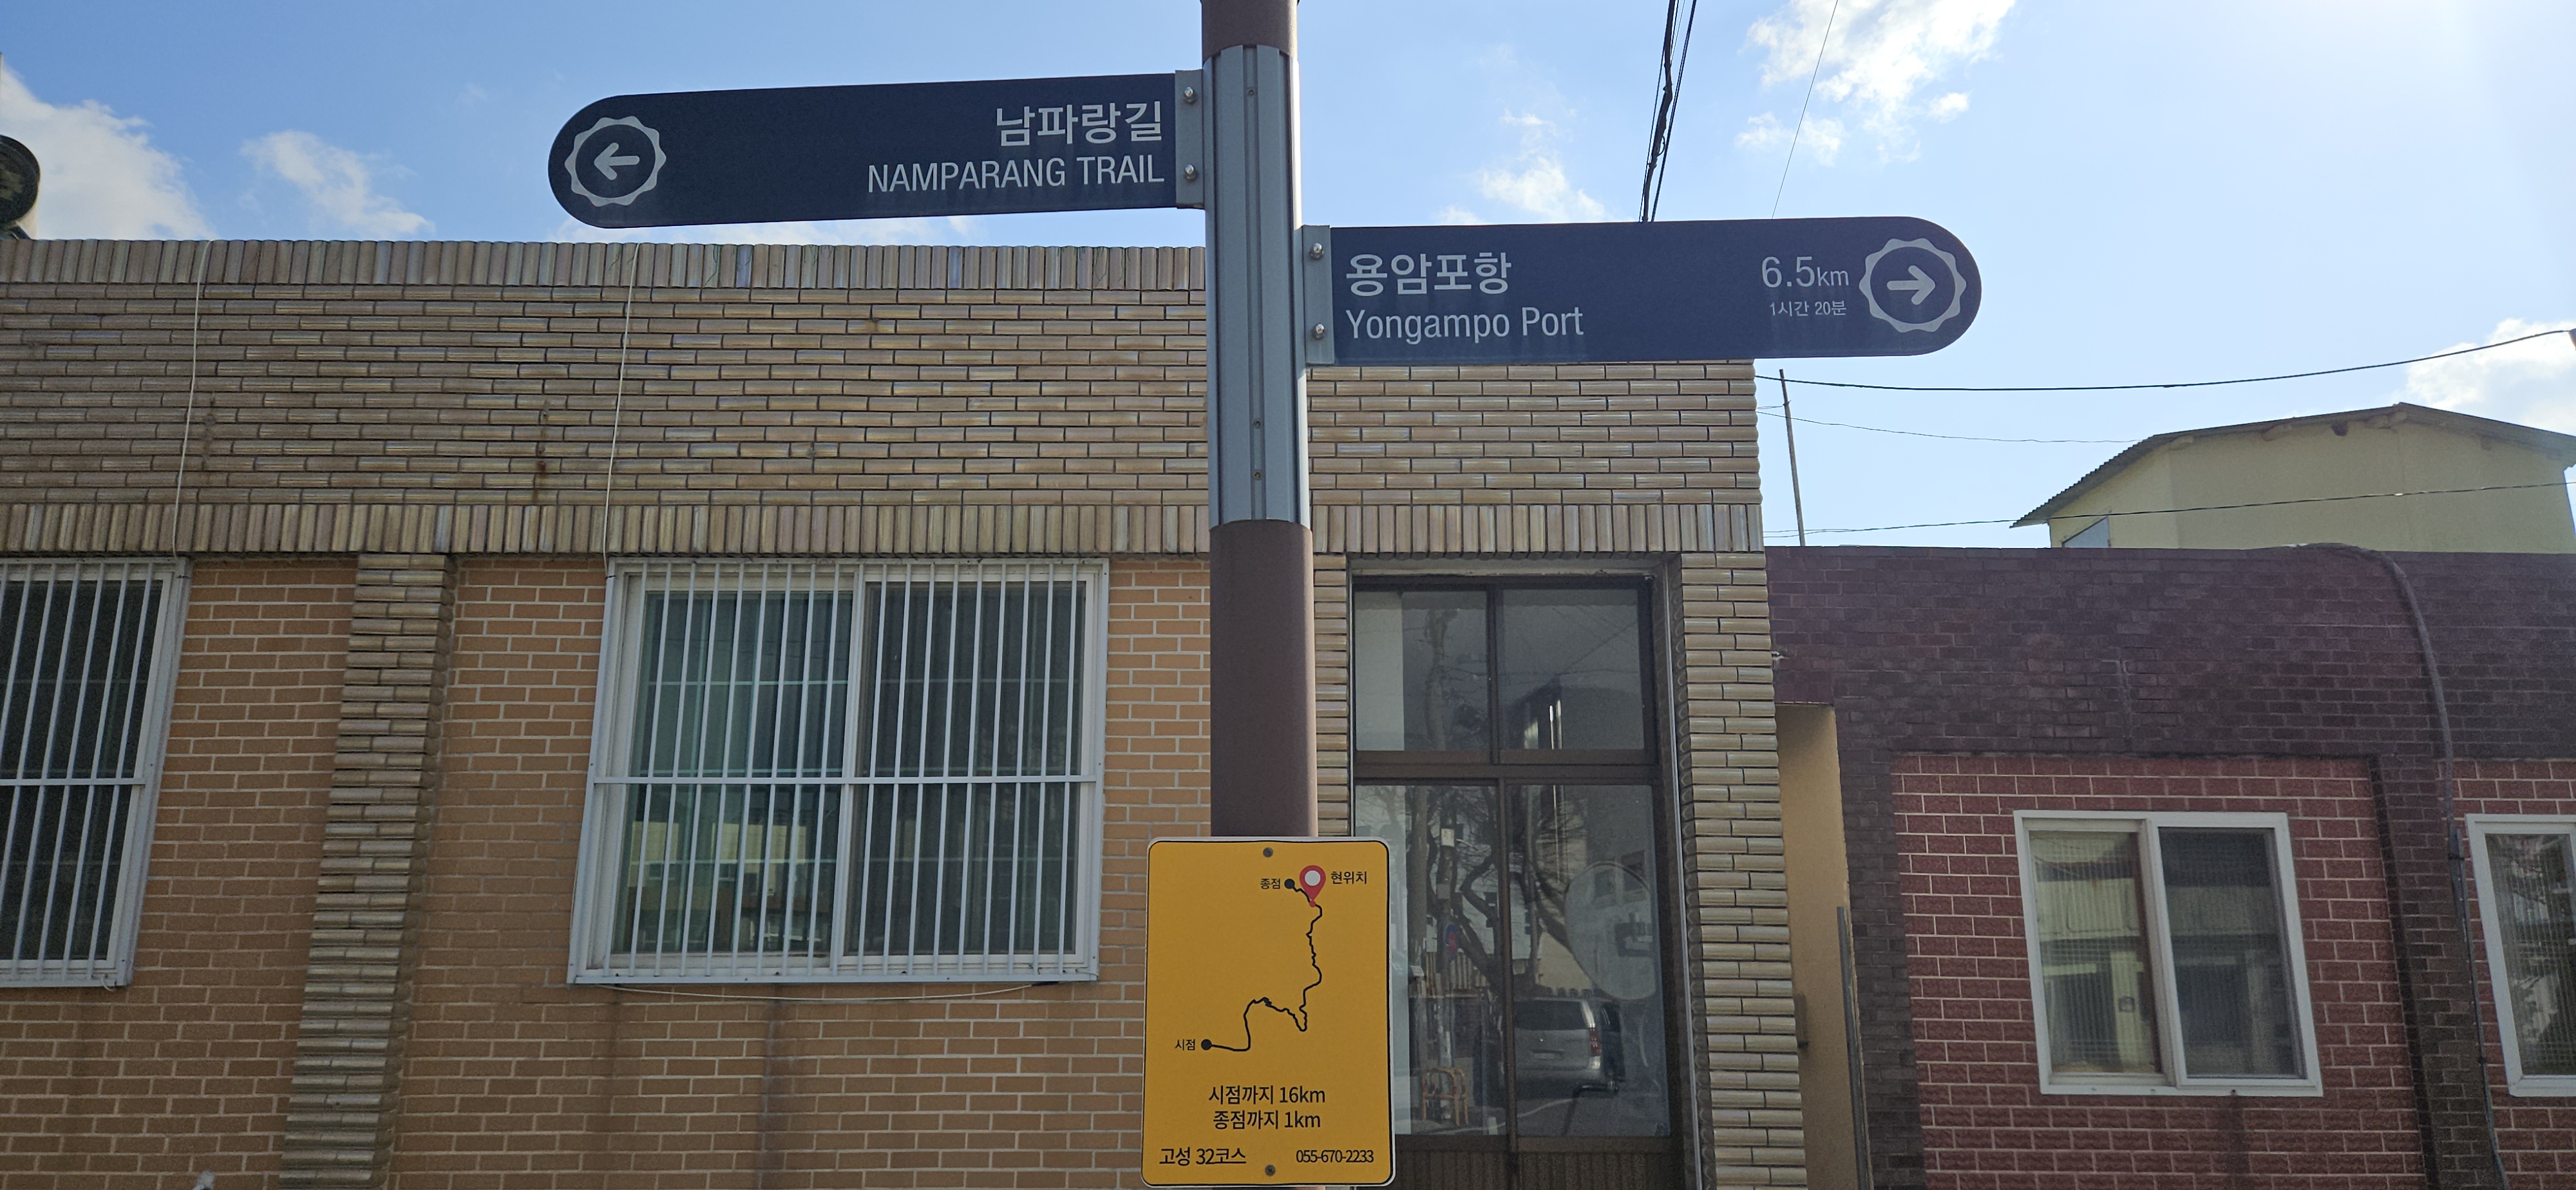 남파랑길
NAMPARANG TRAIL
용암포항
Yongampo Port
6.5km
1시간 20분
종점
현위치
시점
시점까지 16km
종점까지 1km
고성 32코스
055-670-2233